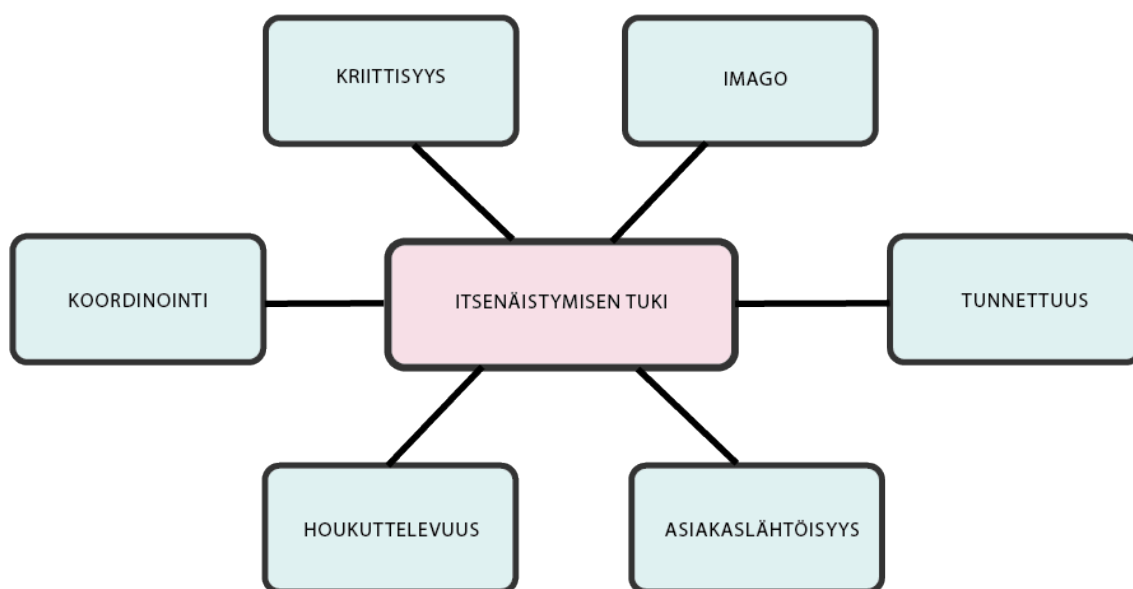 KRIITTISYYS
IMAGO
KOORDINOINTI
ITSENÄISTYMISEN TUKI
TUNNETTUUS
HOUKUTTELEVUUS
ASIAKASLÄHTÖISYYS